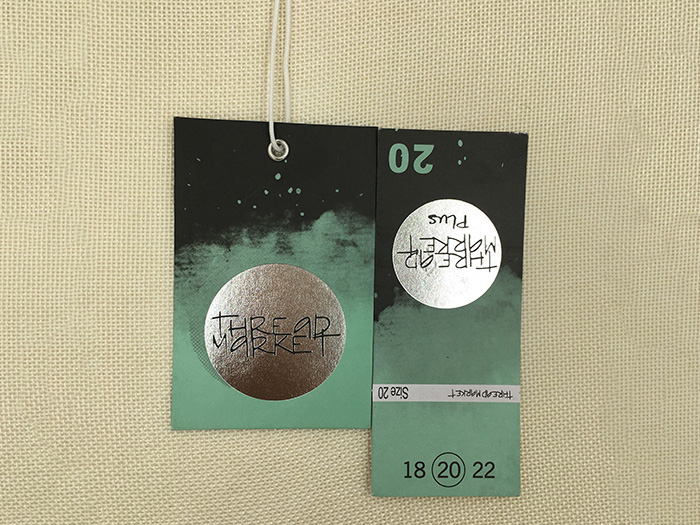 THREAD
MARKET
20
THREAD
MARKET
Plus
Size 20
THREAD MARKET
18 20 22